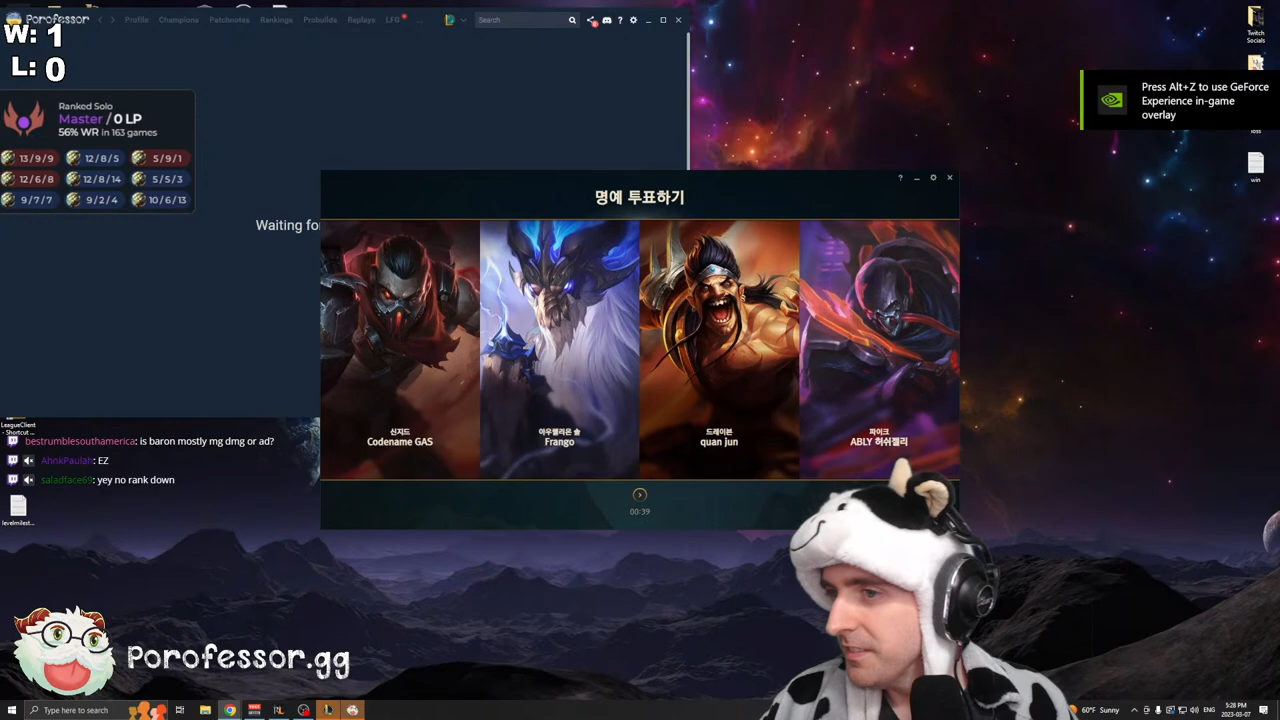 Porofessor
Profile
Champions
Patchnotes
Rankings
Probuilds
Replays
LFG
...
Search
W: 1
L: 0
Ranked Solo
Master / 0 LP
56% WR in 163 games
13/9/9
12/8/5
5/9/1
12/6/8
12/8/14
5/5/3
9/7/7
9/2/4
10/6/13
Waiting fo
명예 투표하기
신지드
Codename GAS
아우렐리온 솔
Frango
드레이븐
quan jun
파이크
ABLY 허쉬젤리
00:39
Press Alt+Z to use GeForce
Experience in-game
overlay
Twitch
Socials
loss
win
LeagueClient
- Shortcut ...
bestrumblesouthamerica: is baron mostly mg dmg or ad?
AhnkPaulah: EZ
saladface69: yey no rank down
levelmilest...
Porofessor.gg
Type here to search
60°F Sunny
ENG
5:28 PM
2023-03-07